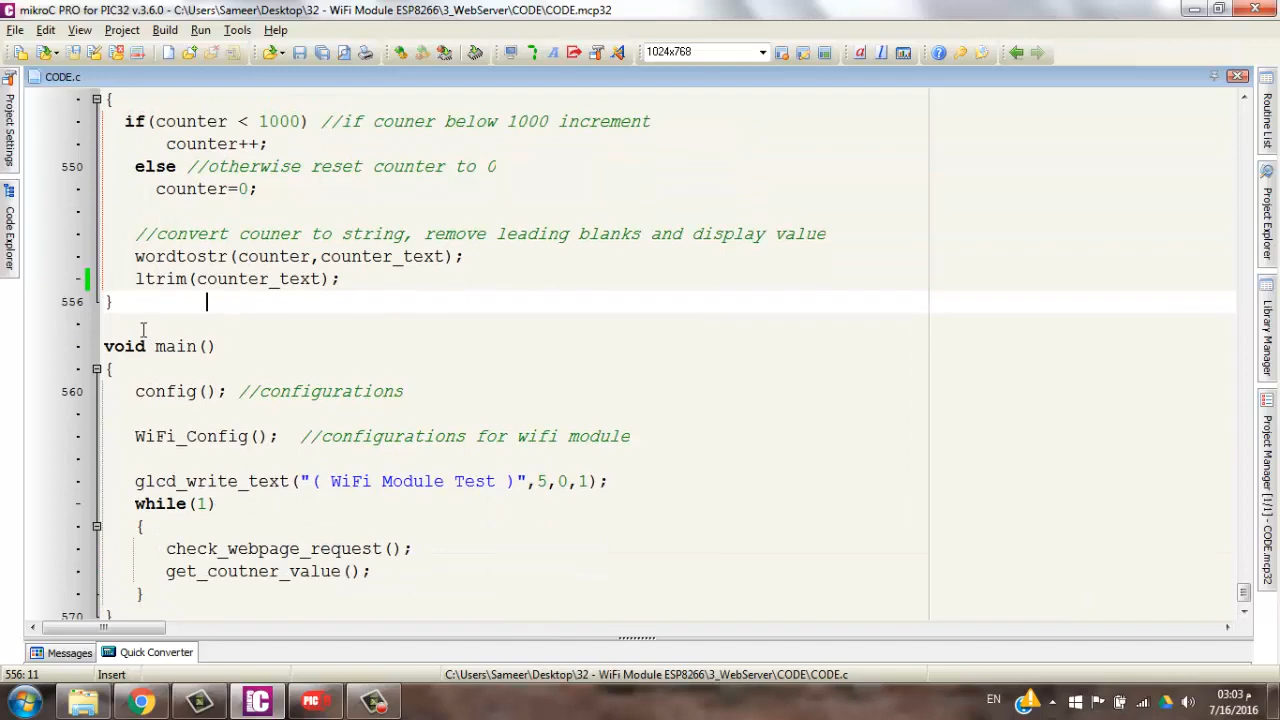 mikroC PRO for PIC32 v.3.6.0 - C:\Users\Sameer\Desktop\32 - WiFi Module ESP8266\3_WebServer\CODE\CODE.mcp32
File Edit View Project Build Run Tools Help
1024x768
CODE.c
Project Settings
Code Explorer
Routine List
Project Explorer
Library Manager
Project Manager [1/1] - CODE.mcp32
{
if(counter < 1000) //if couner below 1000 increment
counter++;
550 else //otherwise reset counter to 0
counter=0;
//convert couner to string, remove leading blanks and display value
wordtostr(counter,counter_text);
ltrim(counter_text);
556 }
void main()
{
560 config(); //configurations
WiFi_Config(); //configurations for wifi module
glcd_write_text("( WiFi Module Test )",5,0,1);
while(1)
{
check_webpage_request();
get_coutner_value();
}
570 }
Messages Quick Converter
556: 11 Insert C:\Users\Sameer\Desktop\32 - WiFi Module ESP8266\3_WebServer\CODE\CODE.c
EN
03:03 م
7/16/2016